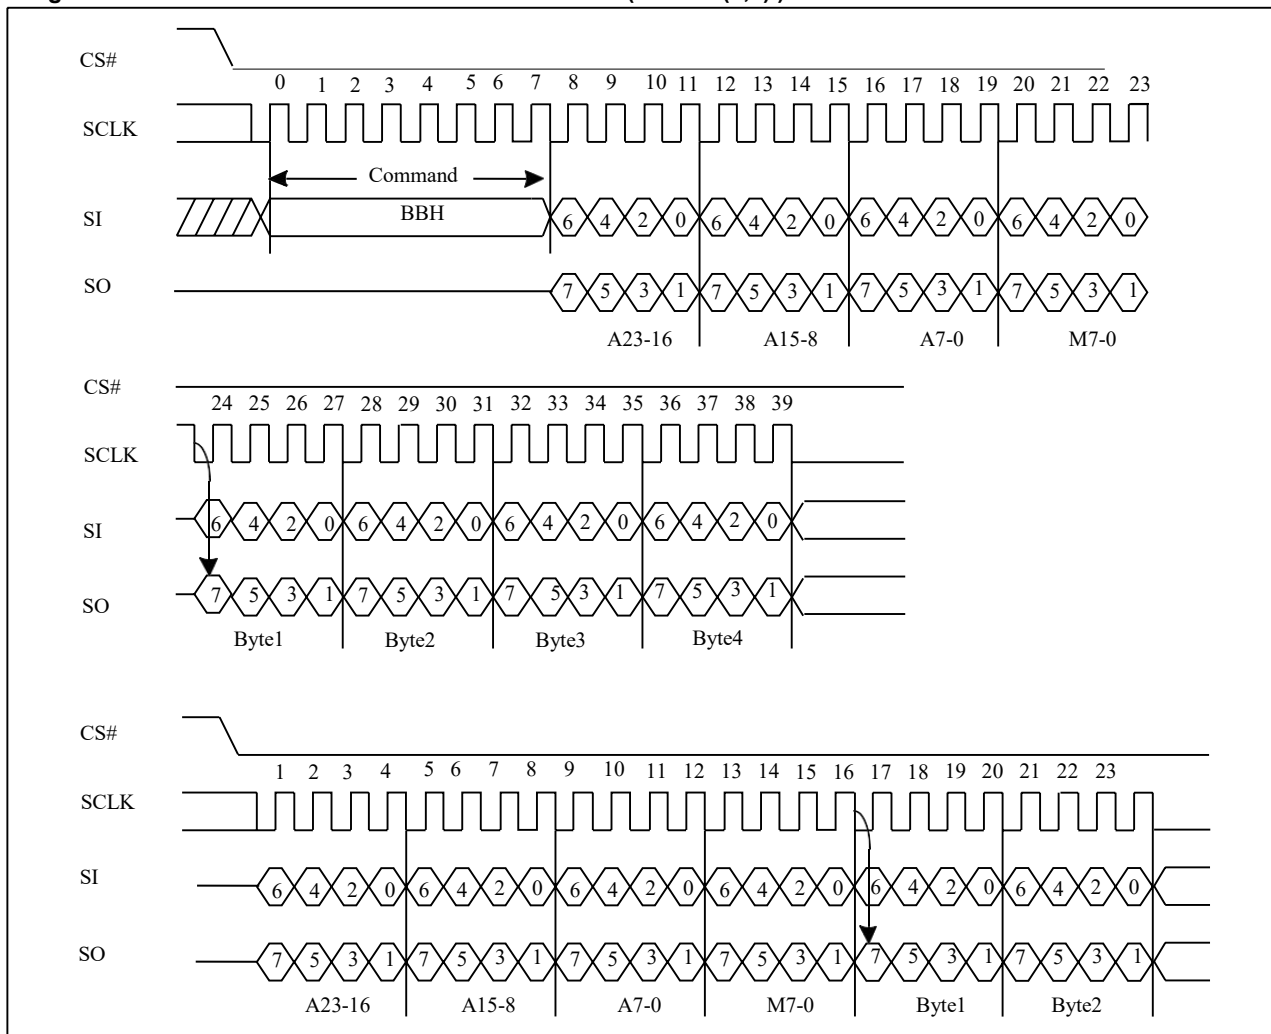 CS#
0 1 2 3 4 5 6 7 8 9 10 11 12 13 14 15 16 17 18 19 20 21 22 23
SCLK
Command
SI BBH 6 4 2 0 6 4 2 0 6 4 2 0 6 4 2 0
SO 7 5 3 1 7 5 3 1 7 5 3 1 7 5 3 1
A23-16 A15-8 A7-0 M7-0
CS#
24 25 26 27 28 29 30 31 32 33 34 35 36 37 38 39
SCLK
SI 6 4 2 0 6 4 2 0 6 4 2 0 6 4 2 0
SO 7 5 3 1 7 5 3 1 7 5 3 1 7 5 3 1
Byte1 Byte2 Byte3 Byte4
CS#
1 2 3 4 5 6 7 8 9 10 11 12 13 14 15 16 17 18 19 20 21 22 23
SCLK
SI 6 4 2 0 6 4 2 0 6 4 2 0 6 4 2 0 6 4 2 0 6 4 2 0
SO 7 5 3 1 7 5 3 1 7 5 3 1 7 5 3 1 7 5 3 1 7 5 3 1
A23-16 A15-8 A7-0 M7-0 Byte1 Byte2